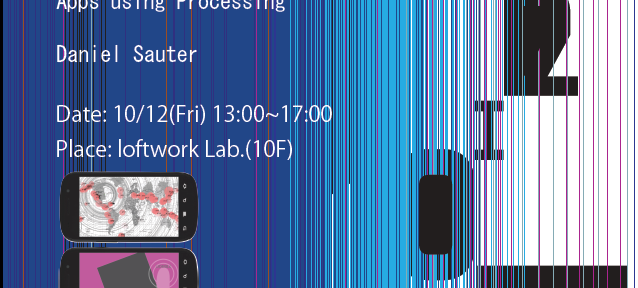 Apps using Processing
Daniel Sauter
Date: 10/12(Fri) 13:00~17:00
Place: loftwork Lab.(10F)